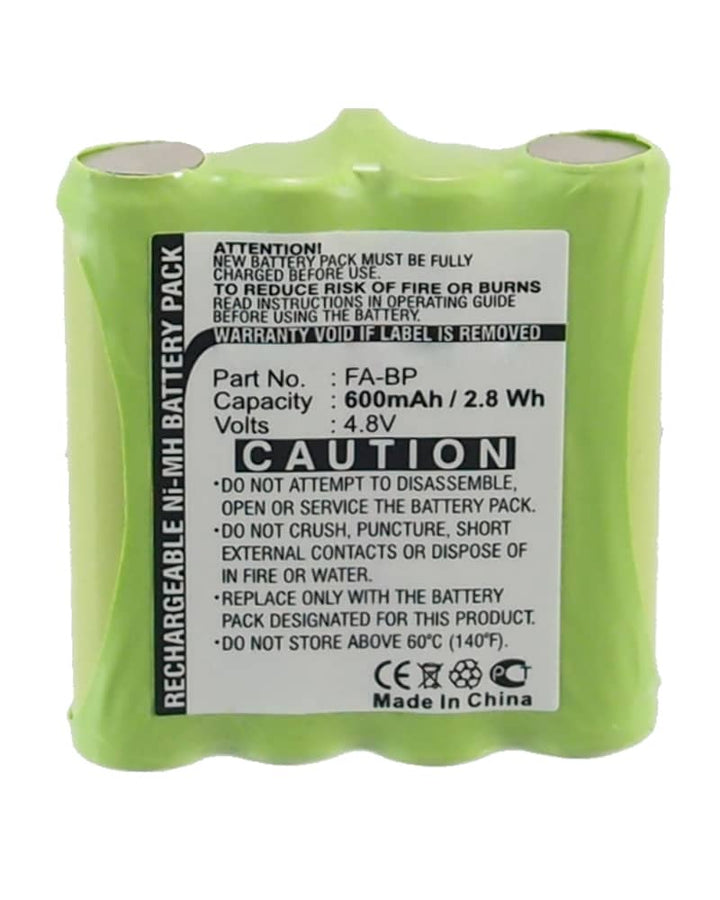 RECHARGEABLE Ni-MH BATTERY PACK
ATTENTION!
NEW BATTERY PACK MUST BE FULLY
CHARGED BEFORE USE.
TO REDUCE RISK OF FIRE OR BURNS
READ INSTRUCTIONS IN OPERATING GUIDE
BEFORE USING THE BATTERY.
WARRANTY VOID IF LABEL IS REMOVED
Part No. : FA-BP
Capacity : 600mAh / 2.8 Wh
Volts : 4.8V
CAUTION
•DO NOT ATTEMPT TO DISASSEMBLE,
OPEN OR SERVICE THE BATTERY PACK.
•DO NOT CRUSH, PUNCTURE, SHORT
EXTERNAL CONTACTS OR DISPOSE OF
IN FIRE OR WATER.
•REPLACE ONLY WITH THE BATTERY
PACK DESIGNATED FOR THIS PRODUCT.
•DO NOT STORE ABOVE 60℃ (140℉).
CE PCT
Made In China